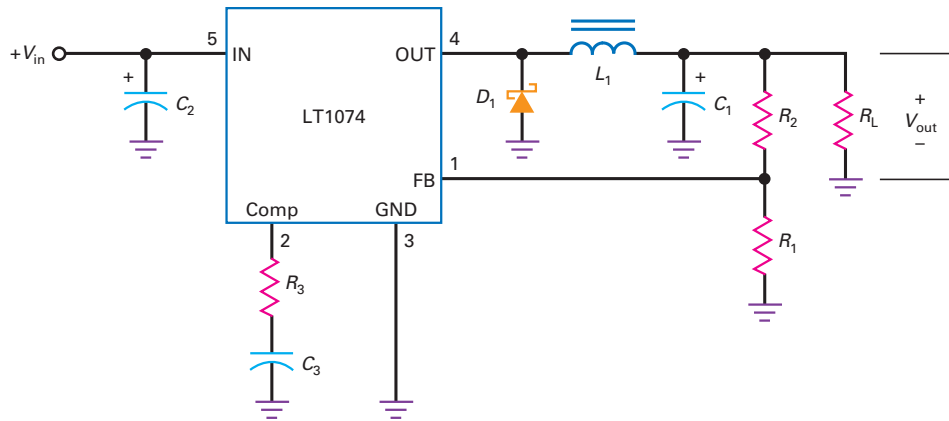 +Vin
5
IN
OUT
4
+
C2
LT1074
D1
L1
+
C1
R2
RL
+
Vout
−
FB
1
Comp
GND
2
3
R1
R3
C3